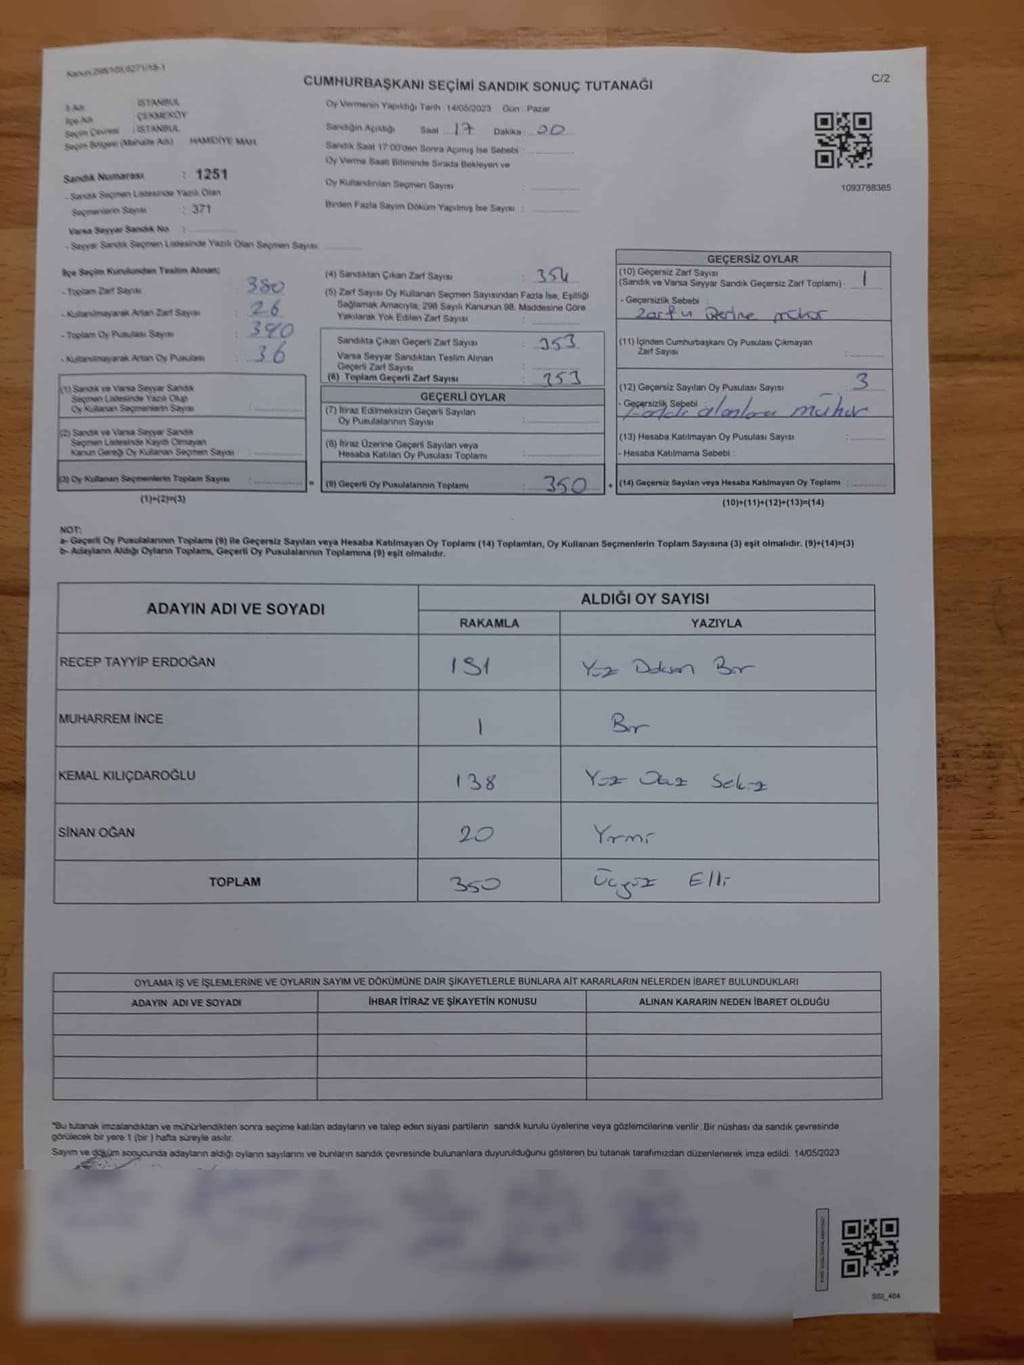 Kanun:298/105,6271/18-1
CUMHURBAŞKANI SEÇİMİ SANDIK SONUÇ TUTANAĞI
C/2
İl Adı : İSTANBUL
İlçe Adı : ÇEKMEKÖY
Seçim Çevresi : İSTANBUL
Seçim Bölgesi (Mahalle Adı) : HAMİDİYE MAH.
Sandık Numarası : 1251
- Sandık Seçmen Listesinde Yazılı Olan
Seçmenlerin Sayısı : 371
Varsa Seyyar Sandık No :
- Seyyar Sandık Seçmen Listesinde Yazılı Olan Seçmen Sayısı:
Oy Vermenin Yapıldığı Tarih :14/05/2023 Gün : Pazar
Sandığın Açıldığı Saat 17 Dakika 00
Sandık Saat 17:00'den Sonra Açılmış İse Sebebi :
Oy Verme Saati Bitiminde Sırada Bekleyen ve
Oy Kullandırılan Seçmen Sayısı :
Birden Fazla Sayım Döküm Yapılmış İse Sayısı :
1093788385
İlçe Seçim Kurulundan Teslim Alınan;
- Toplam Zarf Sayısı : 380
- Kullanılmayarak Artan Zarf Sayısı : 26
- Toplam Oy Pusulası Sayısı : 390
- Kullanılmayarak Artan Oy Pusulası : 36
(1) Sandık ve Varsa Seyyar Sandık
Seçmen Listesinde Yazılı Olup
Oy Kullanan Seçmenlerin Sayısı :
(2) Sandık ve Varsa Seyyar Sandık
Seçmen Listesinde Kayıtlı Olmayan
Kanun Gereği Oy Kullanan Seçmen Sayısı :
(3) Oy Kullanan Seçmenlerin Toplam Sayısı :
(1)+(2)=(3)
(4) Sandıktan Çıkan Zarf Sayısı : 354
(5) Zarf Sayısı Oy Kullanan Seçmen Sayısından Fazla İse, Eşitliği
Sağlamak Amacıyla; 298 Sayılı Kanunun 98. Maddesine Göre
Yakılarak Yok Edilen Zarf Sayısı :
Sandıkta Çıkan Geçerli Zarf Sayısı : 353
Varsa Seyyar Sandıktan Teslim Alınan
Geçerli Zarf Sayısı :
(6) Toplam Geçerli Zarf Sayısı : 353
GEÇERLİ OYLAR
(7) İtiraz Edilmeksizin Geçerli Sayılan
Oy Pusulalarının Sayısı :
(8) İtiraz Üzerine Geçerli Sayılan veya
Hesaba Katılan Oy Pusulası Toplamı :
= (9) Geçerli Oy Pusulalarının Toplamı : 350 +
GEÇERSİZ OYLAR
(10) Geçersiz Zarf Sayısı
(Sandık ve Varsa Seyyar Sandık Geçersiz Zarf Toplamı) : 1
- Geçersizlik Sebebi :
Zarfın üzerine mühür
(11) İçinden Cumhurbaşkanı Oy Pusulası Çıkmayan
Zarf Sayısı :
(12) Geçersiz Sayılan Oy Pusulası Sayısı : 3
- Geçersizlik Sebebi :
alanlara mühür
(13) Hesaba Katılmayan Oy Pusulası Sayısı :
- Hesaba Katılmama Sebebi :
(14) Geçersiz Sayılan veya Hesaba Katılmayan Oy Toplamı :
(10)+(11)+(12)+(13)=(14)
NOT:
a- Geçerli Oy Pusulalarının Toplamı (9) ile Geçersiz Sayılan veya Hesaba Katılmayan Oy Toplamı (14) Toplamları, Oy Kullanan Seçmenlerin Toplam Sayısına (3) eşit olmalıdır. (9)+(14)=(3)
b- Adayların Aldığı Oyların Toplamı, Geçerli Oy Pusulalarının Toplamına (9) eşit olmalıdır.
ADAYIN ADI VE SOYADI
ALDIĞI OY SAYISI
RAKAMLA YAZIYLA
RECEP TAYYİP ERDOĞAN 191 Yüz Doksan Bir
MUHARREM İNCE 1 Bir
KEMAL KILIÇDAROĞLU 138 Yüz Otuz Sekiz
SİNAN OĞAN 20 Yirmi
TOPLAM 350 Üçyüz Elli
OYLAMA İŞ VE İŞLEMLERİNE VE OYLARIN SAYIM VE DÖKÜMÜNE DAİR ŞİKAYETLERLE BUNLARA AİT KARARLARIN NELERDEN İBARET BULUNDUKLARI
ADAYIN ADI VE SOYADI İHBAR İTİRAZ VE ŞİKAYETİN KONUSU ALINAN KARARIN NEDEN İBARET OLDUĞU
*Bu tutanak imzalandıktan ve mühürlendikten sonra seçime katılan adayların ve talep eden siyasi partilerin sandık kurulu üyelerine veya gözlemcilerine verilir. Bir nüshası da sandık çevresinde
görülecek bir yere 1 (bir ) hafta süreyle asılır.
Sayım ve döküm sonucunda adayların aldığı oyların sayılarını ve bunların sandık çevresinde bulunanlara duyurulduğunu gösteren bu tutanak tarafımızdan düzenlenerek imza edildi. 14/05/2023
SSI_404